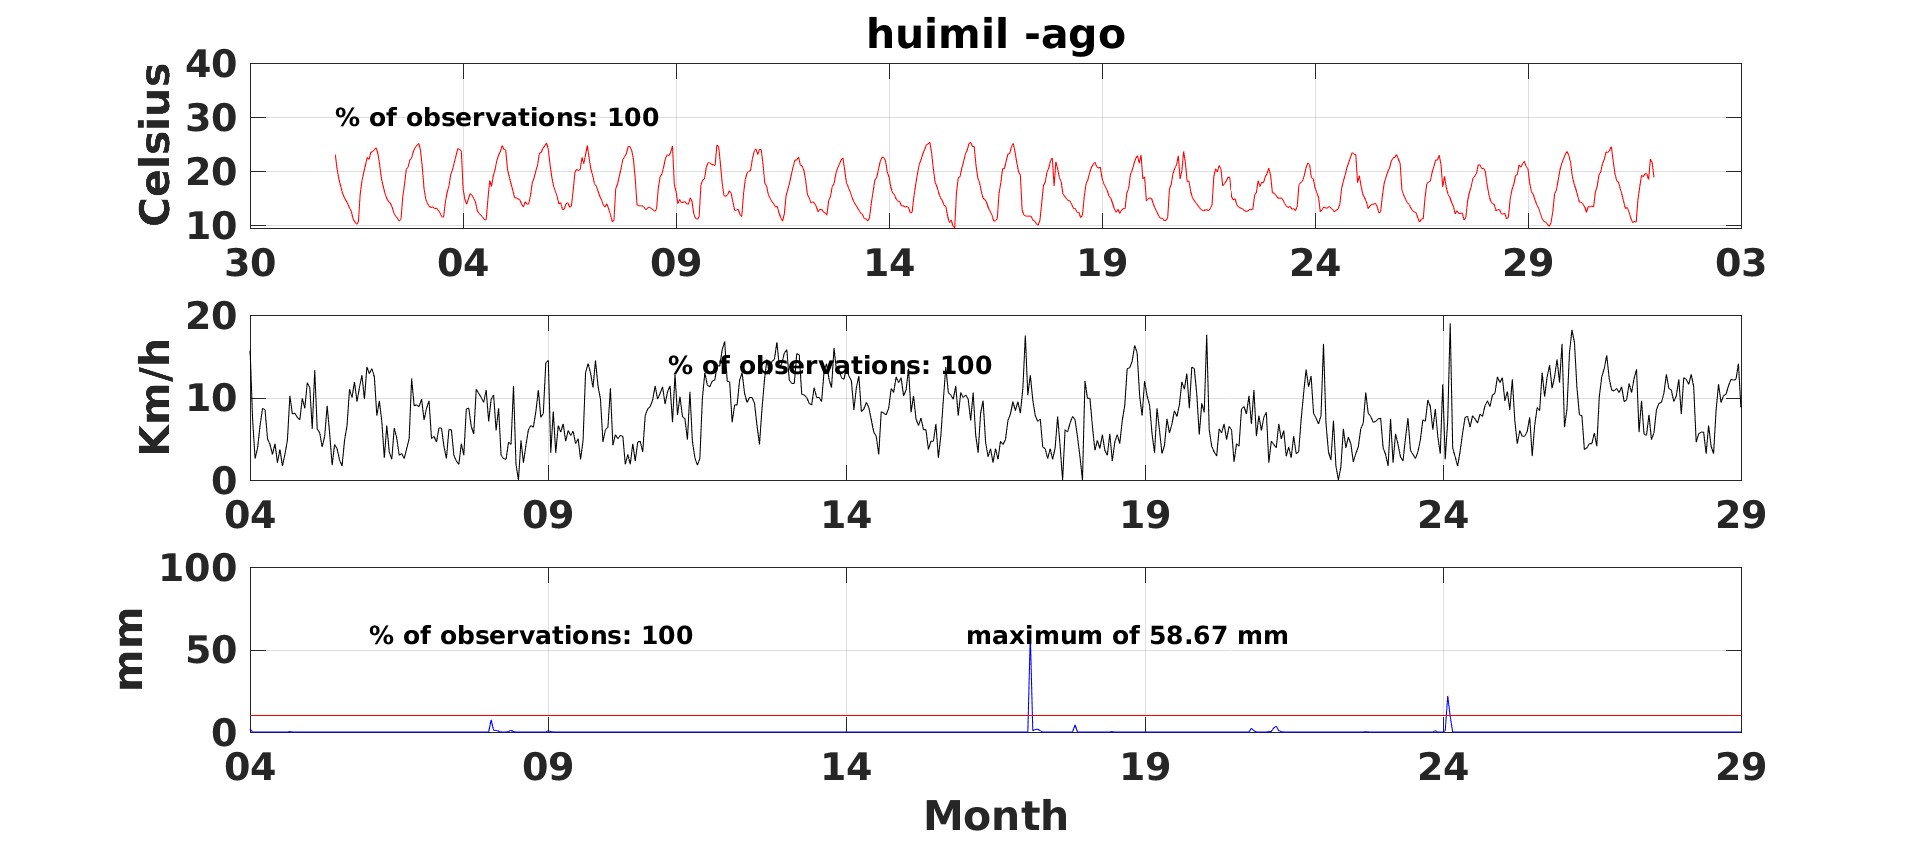 huimil -ago
Celsius
40
30
20
10
% of observations: 100
30 04 09 14 19 24 29 03
Km/h
20
10
0
% of observations: 100
04 09 14 19 24 29
mm
100
50
0
% of observations: 100 maximum of 58.67 mm
04 09 14 19 24 29
Month